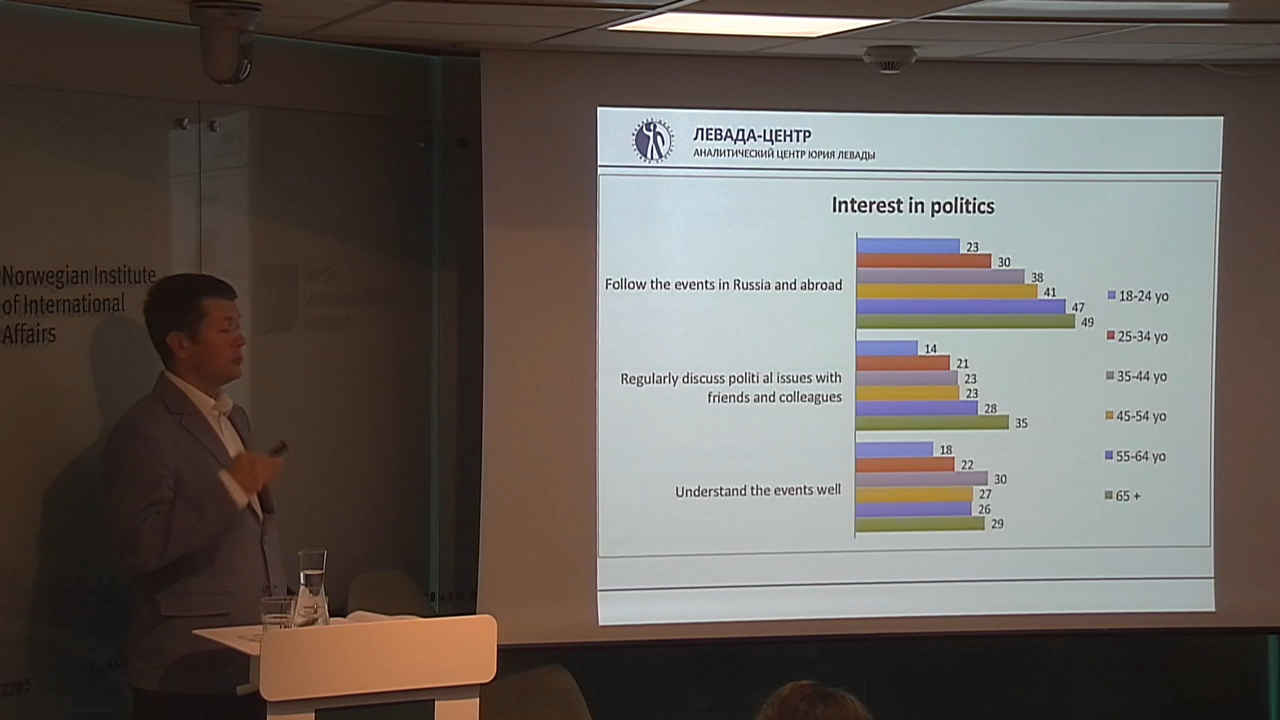 Norwegian Institute
of International
Affairs
ЛЕВАДА-ЦЕНТР
АНАЛИТИЧЕСКИЙ ЦЕНТР ЮРИЯ ЛЕВАДЫ
Interest in politics
Follow the events in Russia and abroad
23
30
38
41
47
49
Regularly discuss politi al issues with
friends and colleagues
14
21
23
23
28
35
Understand the events well
18
22
30
27
26
29
18-24 yo
25-34 yo
35-44 yo
45-54 yo
55-64 yo
65 +